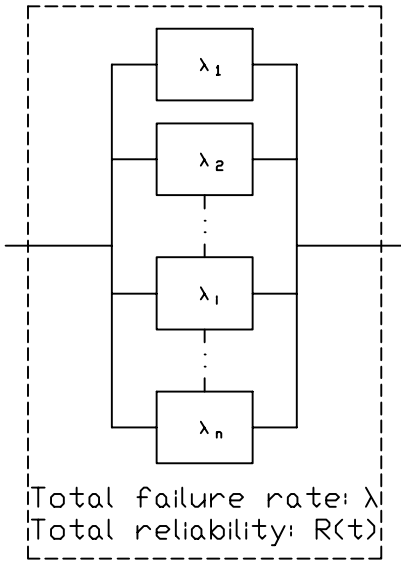 λ₁
λ₂
λᵢ
λₙ
Total failure rate: λ
Total reliability: R(t)